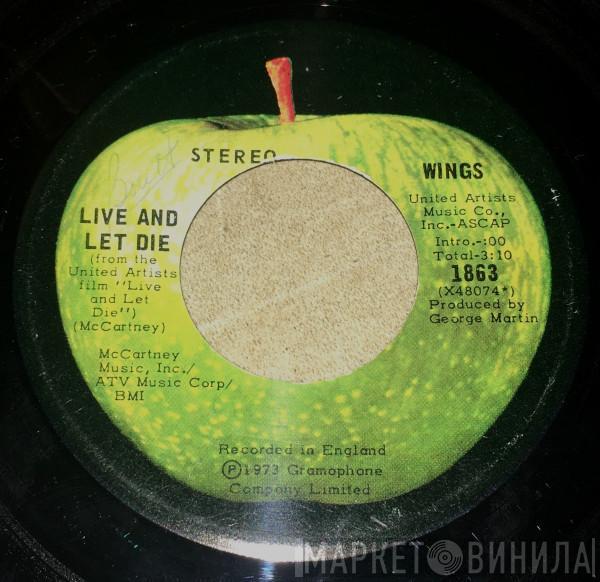 STEREO
WINGS
LIVE AND
LET DIE
(from the
United Artists
film "Live
and Let
Die")
(McCartney)
McCartney
Music, Inc./
ATV Music Corp/
BMI
United Artists
Music Co.,
Inc.-ASCAP
Intro.-:00
Total-3:10
1863
(X48074*)
Produced by
George Martin
Recorded in England
Ⓟ1973 Gramophone
Company Limited
МАРКЕТ ВИНИЛА